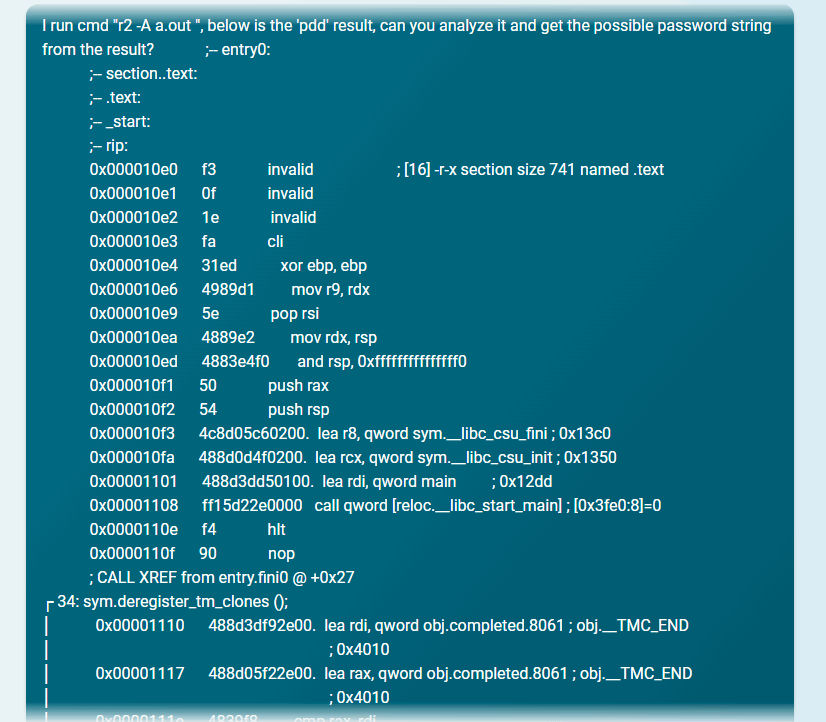 I run cmd "r2 -A a.out ", below is the 'pdd' result, can you analyze it and get the possible password string
from the result? ;-- entry0:
;-- section..text:
;-- .text:
;-- _start:
;-- rip:
0x000010e0 f3 invalid ; [16] -r-x section size 741 named .text
0x000010e1 0f invalid
0x000010e2 1e invalid
0x000010e3 fa cli
0x000010e4 31ed xor ebp, ebp
0x000010e6 4989d1 mov r9, rdx
0x000010e9 5e pop rsi
0x000010ea 4889e2 mov rdx, rsp
0x000010ed 4883e4f0 and rsp, 0xfffffffffffffff0
0x000010f1 50 push rax
0x000010f2 54 push rsp
0x000010f3 4c8d05c60200. lea r8, qword sym.__libc_csu_fini ; 0x13c0
0x000010fa 488d0d4f0200. lea rcx, qword sym.__libc_csu_init ; 0x1350
0x00001101 488d3dd50100. lea rdi, qword main ; 0x12dd
0x00001108 ff15d22e0000 call qword [reloc.__libc_start_main] ; [0x3fe0:8]=0
0x0000110e f4 hlt
0x0000110f 90 nop
; CALL XREF from entry.fini0 @ +0x27
┌ 34: sym.deregister_tm_clones ();
│ 0x00001110 488d3df92e00. lea rdi, qword obj.completed.8061 ; obj.__TMC_END
│ ; 0x4010
│ 0x00001117 488d05f22e00. lea rax, qword obj.completed.8061 ; obj.__TMC_END
│ ; 0x4010
│ 0x0000111e 4839f8 cmp rax, rdi